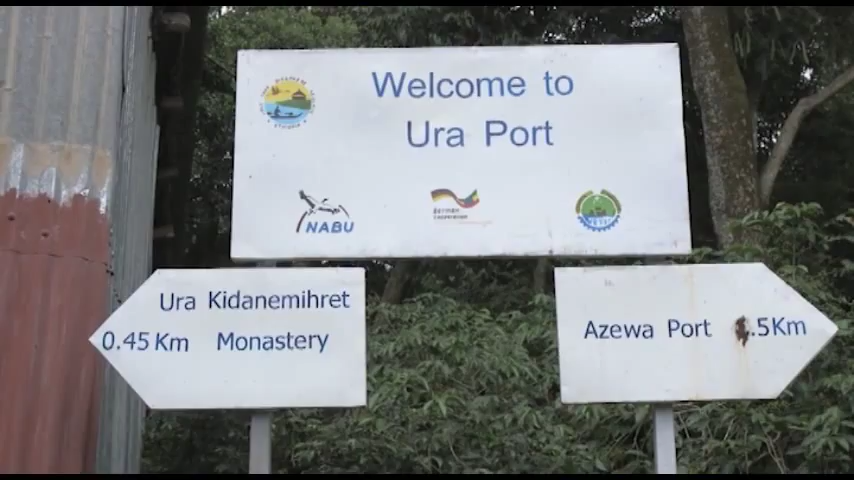 Welcome to
Ura Port
NABU
Ura Kidanemihret
0.45 Km Monastery
Azewa Port .5Km